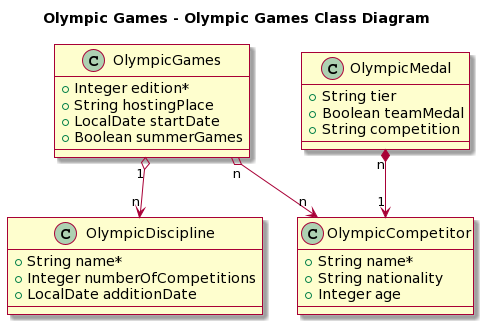 Olympic Games - Olympic Games Class Diagram
C OlympicGames
Integer edition*
String hostingPlace
LocalDate startDate
Boolean summerGames
C OlympicMedal
String tier
Boolean teamMedal
String competition
1
n
n
n
n
1
C OlympicDiscipline
String name*
Integer numberOfCompetitions
LocalDate additionDate
C OlympicCompetitor
String name*
String nationality
Integer age